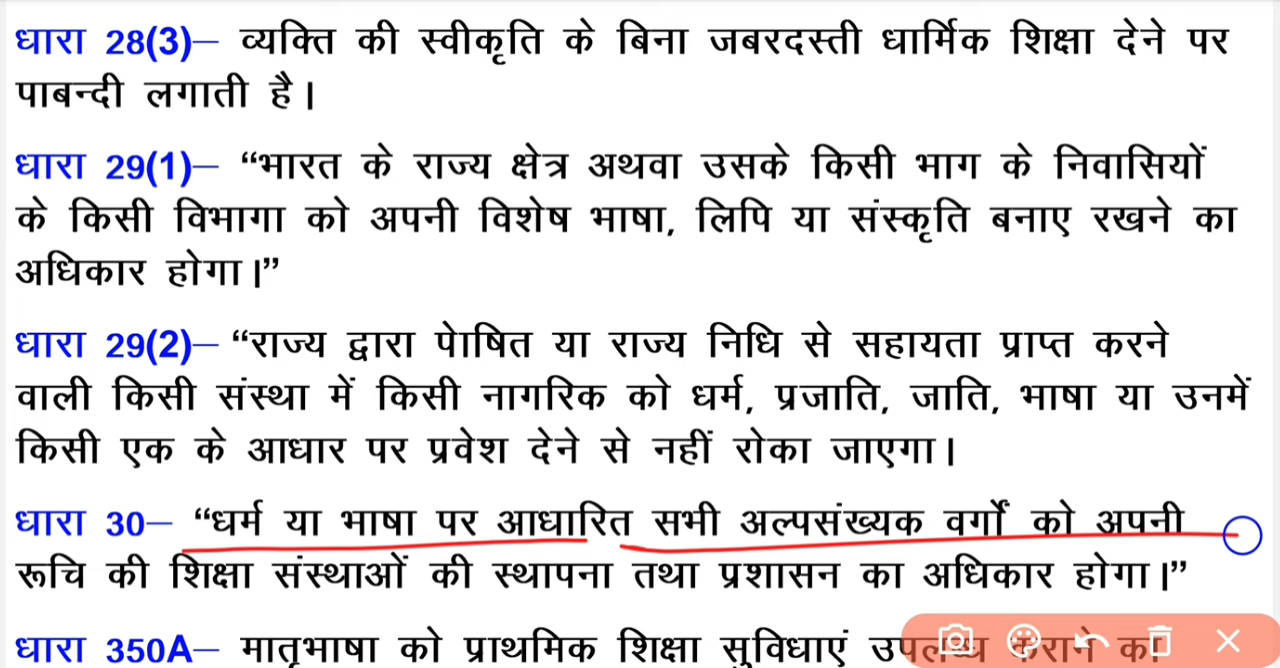 धारा 28(3)– व्यक्ति की स्वीकृति के बिना जबरदस्ती धार्मिक शिक्षा देने पर
पाबन्दी लगाती है।
धारा 29(1)– “भारत के राज्य क्षेत्र अथवा उसके किसी भाग के निवासियों
के किसी विभागा को अपनी विशेष भाषा, लिपि या संस्कृति बनाए रखने का
अधिकार होगा।”
धारा 29(2)– “राज्य द्वारा पोषित या राज्य निधि से सहायता प्राप्त करने
वाली किसी संस्था में किसी नागरिक को धर्म, प्रजाति, जाति, भाषा या उनमें
किसी एक के आधार पर प्रवेश देने से नहीं रोका जाएगा।
धारा 30– “धर्म या भाषा पर आधारित सभी अल्पसंख्यक वर्गों को अपनी
रूचि की शिक्षा संस्थाओं की स्थापना तथा प्रशासन का अधिकार होगा।”
धारा 350A– मातृभाषा को प्राथमिक शिक्षा सुविधाएं उपलब्ध कराने का